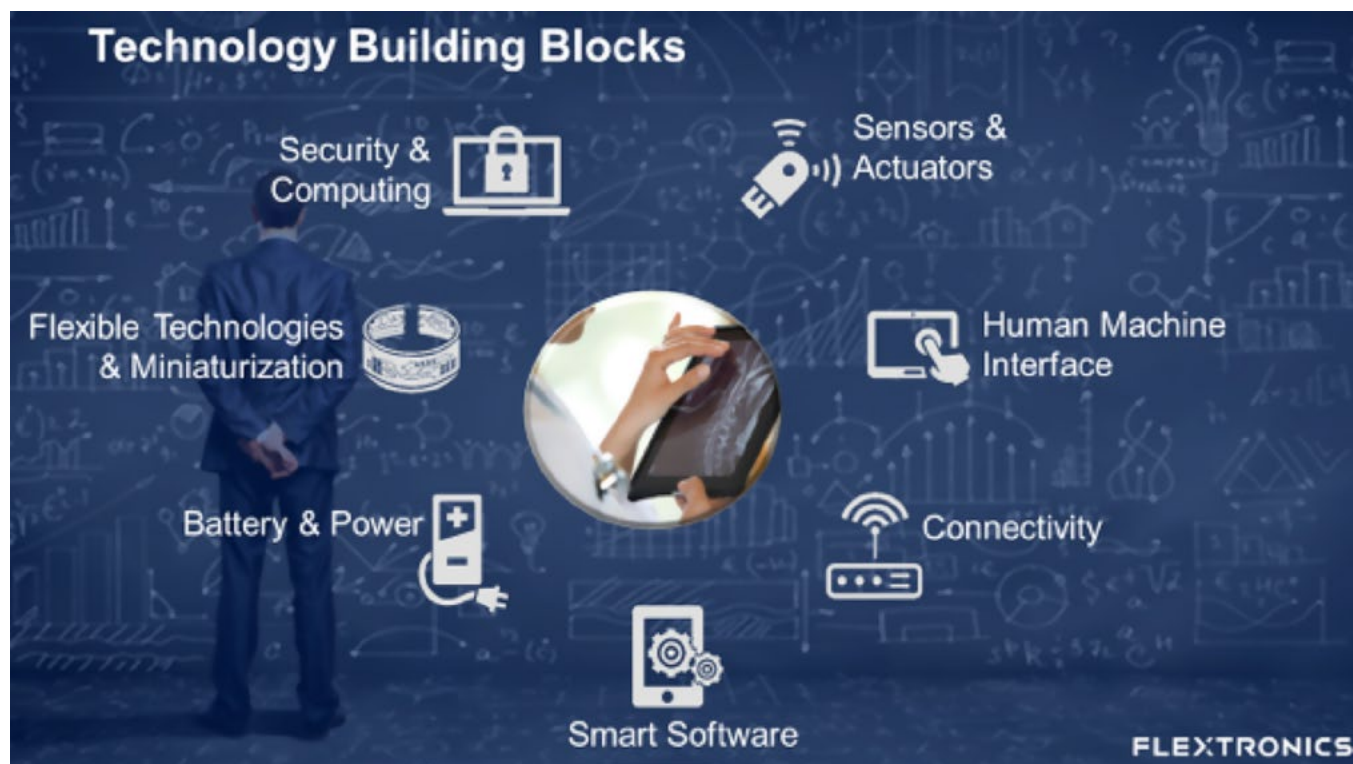 Technology Building Blocks
Security &
Computing
Sensors &
Actuators
Flexible Technologies
& Miniaturization
Human Machine
Interface
Battery & Power
Connectivity
Smart Software
FLEXTRONICS